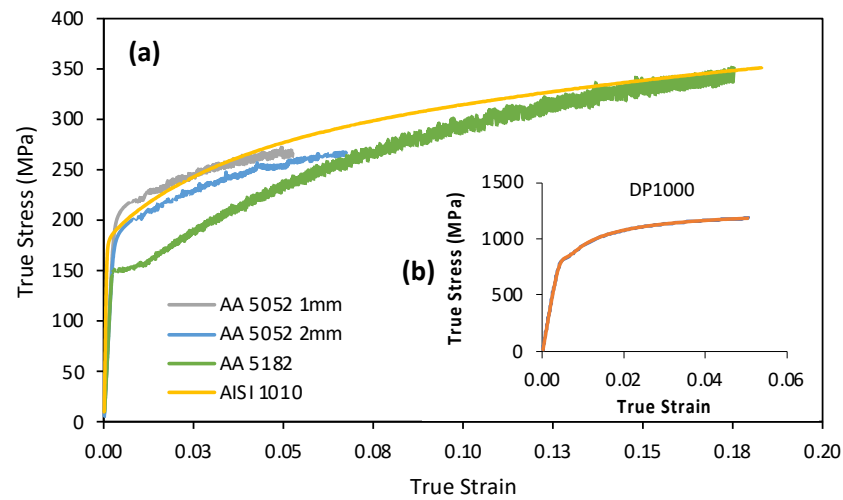 400
350
300
250
200
150
100
50
0
True Stress (MPa)
(a)
AA 5052 1mm
AA 5052 2mm
AA 5182
AISI 1010
0.00 0.03 0.05 0.08 0.10 0.13 0.15 0.18 0.20
True Strain
(b)
DP1000
1500
1000
500
0
True Stress (MPa)
0.00 0.02 0.04 0.06
True Strain